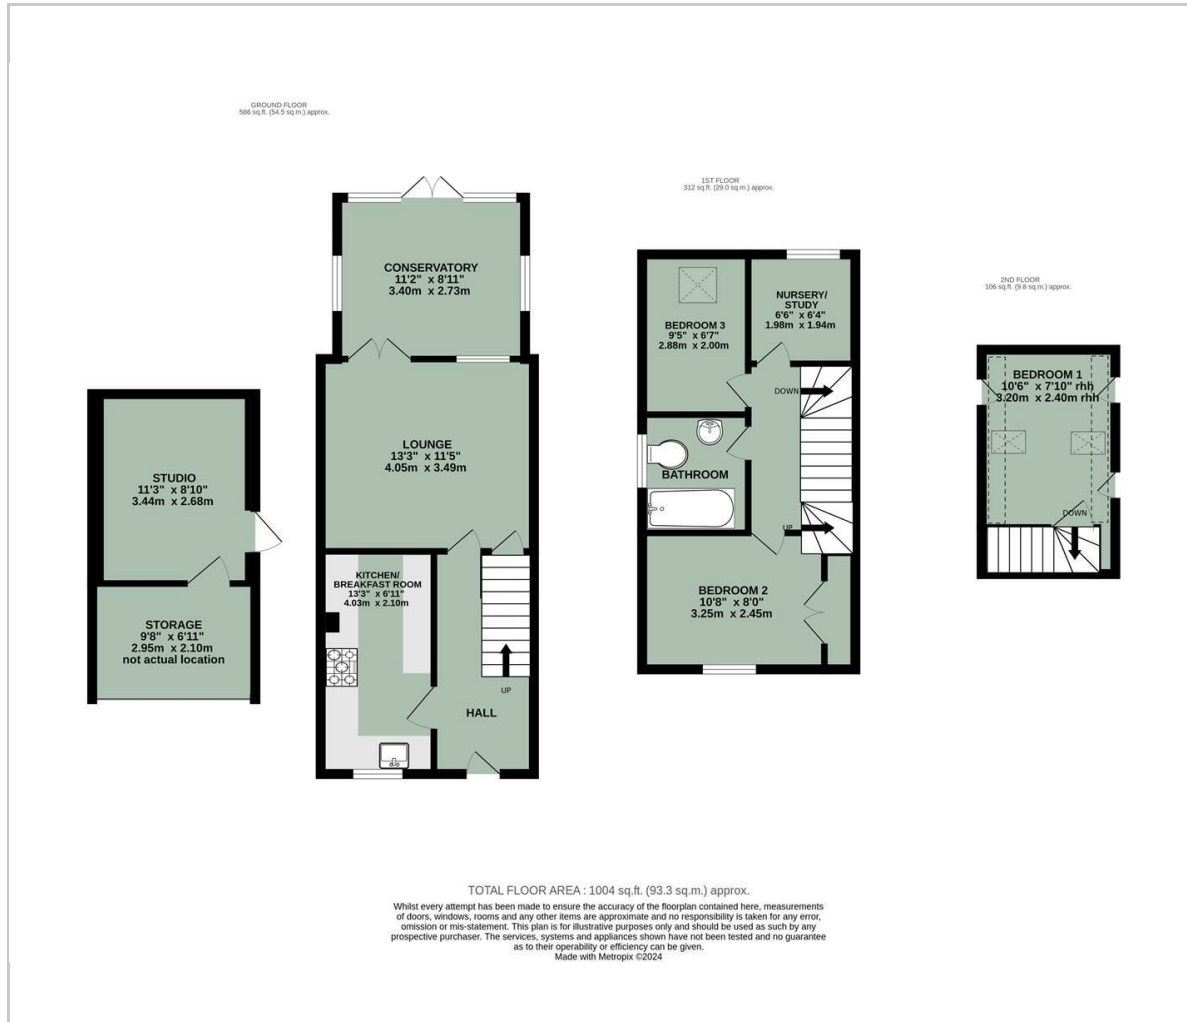 GROUND FLOOR
586 sq.ft. (54.5 sq.m.) approx.
CONSERVATORY
11'2" x 8'11"
3.40m x 2.73m
LOUNGE
13'3" x 11'5"
4.05m x 3.49m
STUDIO
11'3" x 8'10"
3.44m x 2.68m
STORAGE
9'8" x 6'11"
2.95m x 2.10m
not actual location
KITCHEN/
BREAKFAST ROOM
13'3" x 6'11"
4.03m x 2.10m
UP
HALL
1ST FLOOR
312 sq.ft. (29.0 sq.m.) approx.
NURSERY/
STUDY
6'6" x 6'4"
1.98m x 1.94m
BEDROOM 3
9'5" x 6'7"
2.88m x 2.00m
DOWN
BATHROOM
UP
BEDROOM 2
10'8" x 8'0"
3.25m x 2.45m
2ND FLOOR
106 sq.ft. (9.8 sq.m.) approx.
BEDROOM 1
10'6" x 7'10" rhh
3.20m x 2.40m rhh
DOWN
TOTAL FLOOR AREA : 1004 sq.ft. (93.3 sq.m.) approx.
Whilst every attempt has been made to ensure the accuracy of the floorplan contained here, measurements
of doors, windows, rooms and any other items are approximate and no responsibility is taken for any error,
omission or mis-statement. This plan is for illustrative purposes only and should be used as such by any
prospective purchaser. The services, systems and appliances shown have not been tested and no guarantee
as to their operability or efficiency can be given.
Made with Metropix ©2024